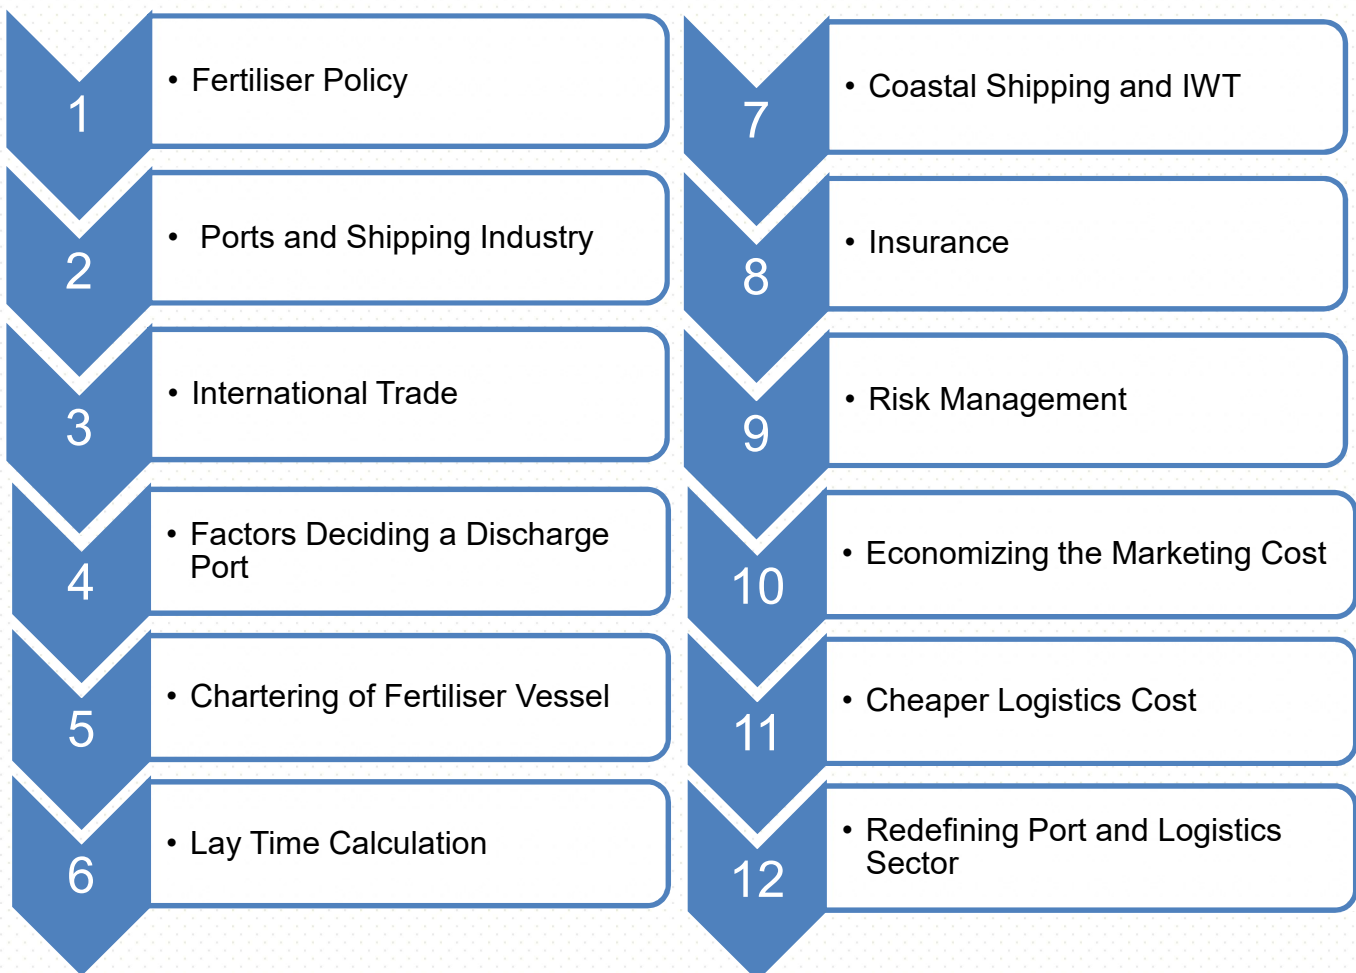 1
• Fertiliser Policy
2
• Ports and Shipping Industry
3
• International Trade
4
• Factors Deciding a Discharge
Port
5
• Chartering of Fertiliser Vessel
6
• Lay Time Calculation
7
• Coastal Shipping and IWT
8
• Insurance
9
• Risk Management
10
• Economizing the Marketing Cost
11
• Cheaper Logistics Cost
12
• Redefining Port and Logistics
Sector